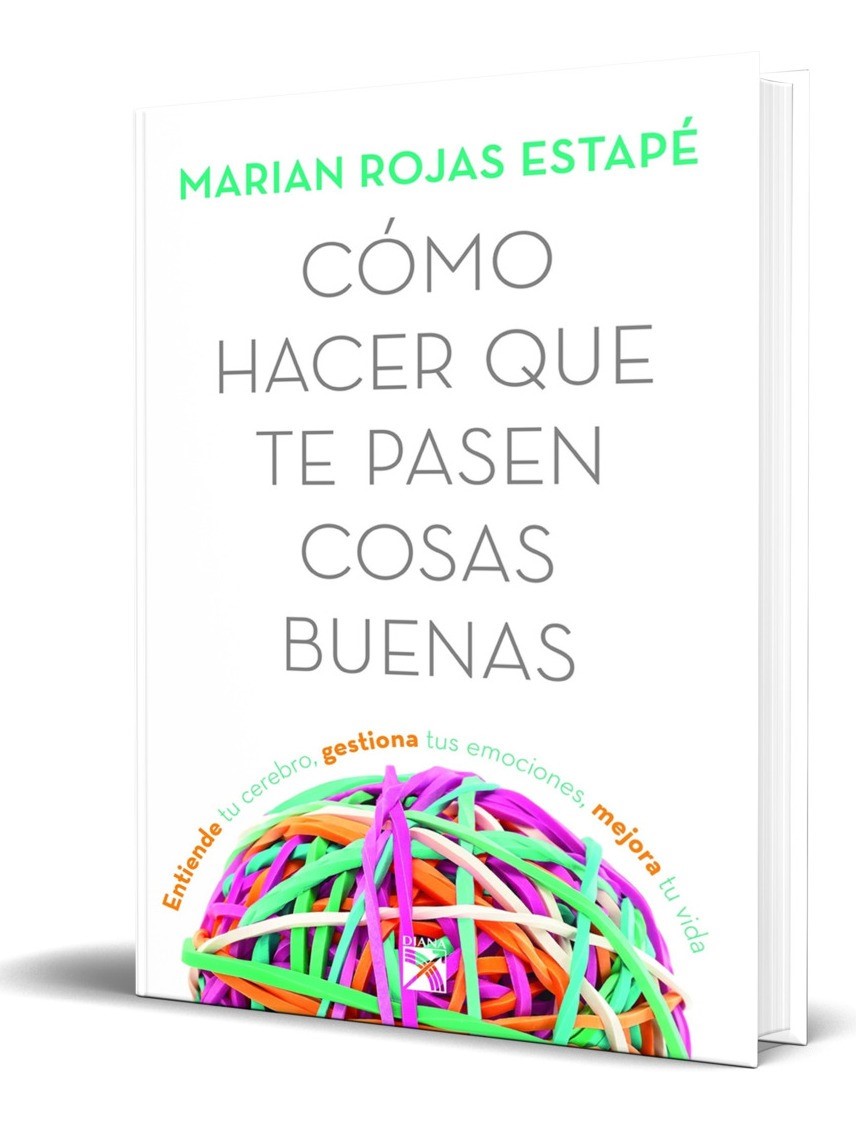 MARIAN ROJAS ESTAPÉ
CÓMO
HACER QUE
TE PASEN
COSAS
BUENAS
Entiende tu cerebro, gestiona tus emociones, mejora tu vida
DIANA